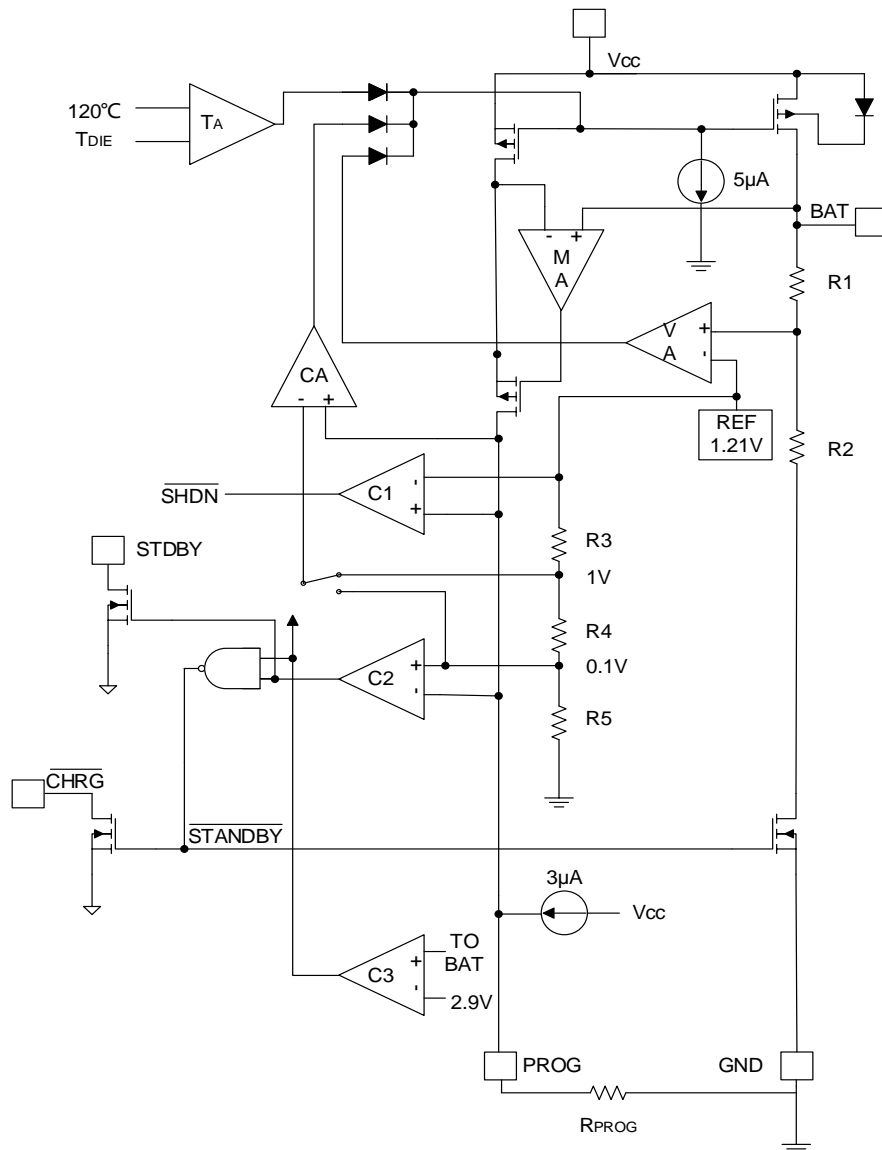 Vcc
120℃
TDIE
TA
5µA
BAT
- +
M
A
R1
V
A
+
-
CA
- +
REF
1.21V
R2
SHDN
C1
-
+
R3
STDBY
1V
R4
C2
+
-
0.1V
R5
CHRG
STANDBY
3µA
Vcc
C3
+
-
TO
BAT
2.9V
PROG
GND
RPROG